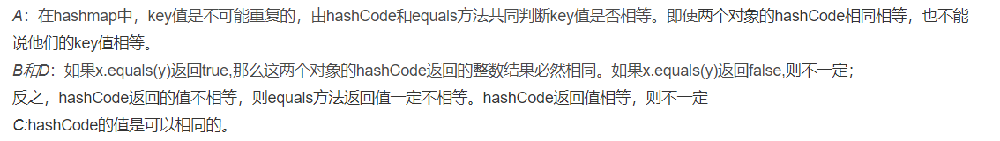 A：在hashmap中，key值是不可能重复的，由hashCode和equals方法共同判断key值是否相等。即使两个对象的hashCode相同相等，也不能
说他们的key值相等。
B和D：如果x.equals(y)返回true,那么这两个对象的hashCode返回的整数结果必然相同。如果x.equals(y)返回false,则不一定；
反之，hashCode返回的值不相等，则equals方法返回值一定不相等。hashCode返回值相等，则不一定
C:hashCode的值是可以相同的。